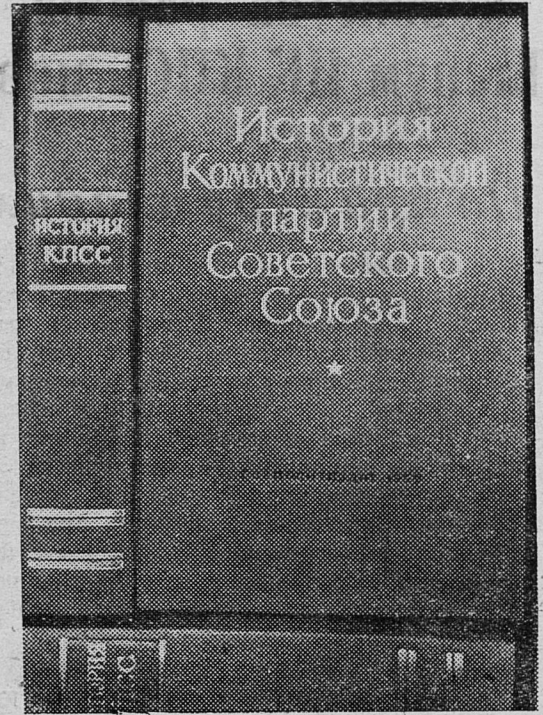 ИСТОРИЯ
КПСС
История
Коммунистической
партии
Советского
Союза